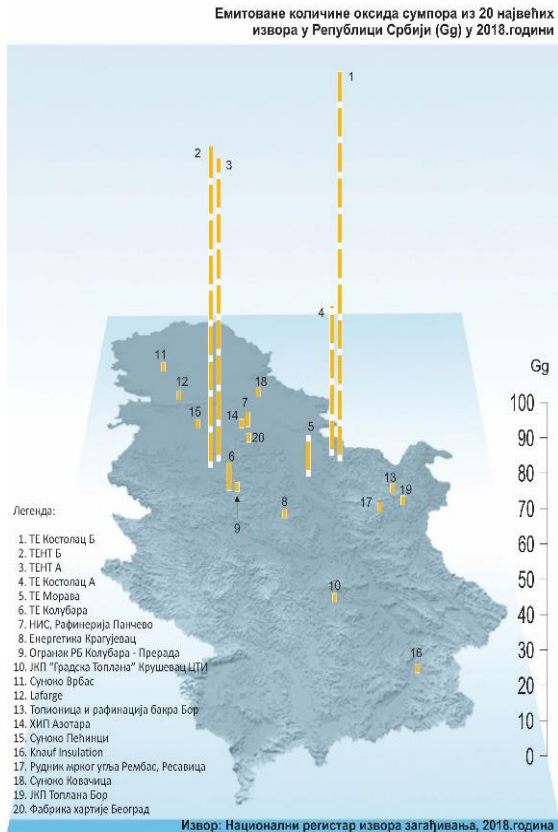 Емитоване количине оксида сумпора из 20 највећих
извора у Републици Србији (Gg) у 2018.години
1
2
3
4
11
18
12
7
15
14
5
20
6
13
19
17
8
9
10
18
Gg
100
90
80
70
60
50
40
30
20
10
0
Легенда:
1. ТЕ Костолац Б
2. ТЕНТ Б
3. ТЕНТ А
4. ТЕ Костолац А
5. ТЕ Морава
6. ТЕ Колубара
7. НИС, Рафинерија Панчево
8. Енергетика Крагујевац
9. Огранак РБ Колубара - Прерада
10. ЈКП "Градска Топлана" Крушевац ЦТИ
11. Суноко Врбас
12. Lafarge
13. Топионица и рафинација бакра Бор
14. ХИП Азотара
15. Суноко Пећинци
16. Knauf Insulation
17. Рудник мрког угља Рембас, Ресавица
18. Суноко Ковачица
19. ЈКП Топлана Бор
20. Фабрика хартије Београд
Извор: Национални регистар извора загађивања, 2018.година